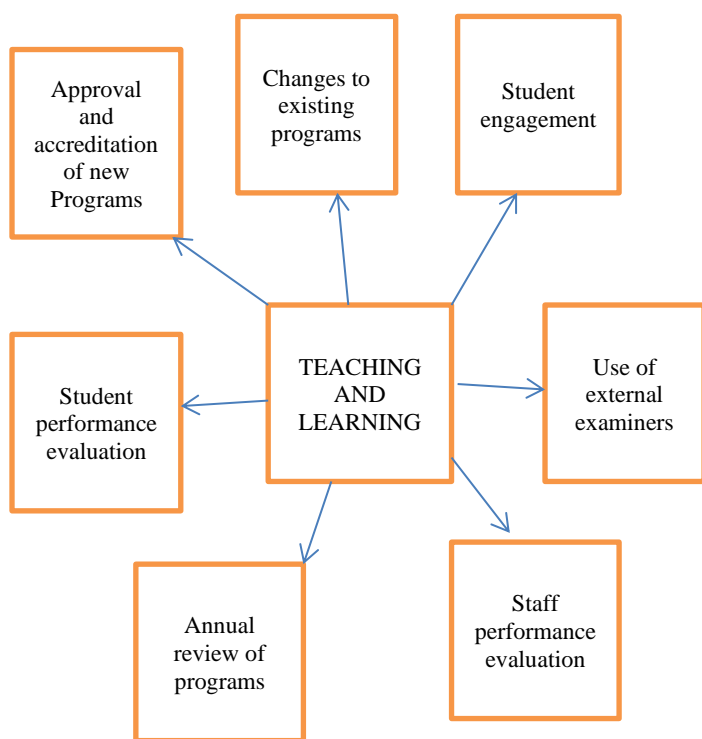 Approval
and
accreditation
of new
Programs
Changes to
existing
programs
Student
engagement
TEACHING
AND
LEARNING
Student
performance
evaluation
Use of
external
examiners
Annual
review of
programs
Staff
performance
evaluation